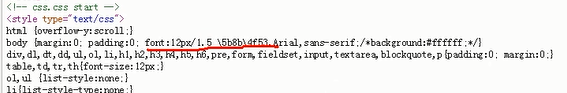 <!-- css.css start -->
<style type="text/css">
html {overflow-y:scroll;}
body {margin:0; padding:0; font:12px/1.5 \5b8b\4f53,Arial,sans-serif;/*background:#ffffff;*/}
div,dl,dt,dd,ul,ol,li,h1,h2,h3,h4,h5,h6,pre,form,fieldset,input,textarea,blockquote,p{padding:0; margin:0;}
table,td,tr,th{font-size:12px;}
ol,ul {list-style:none;}
li{list-style-type:none;}